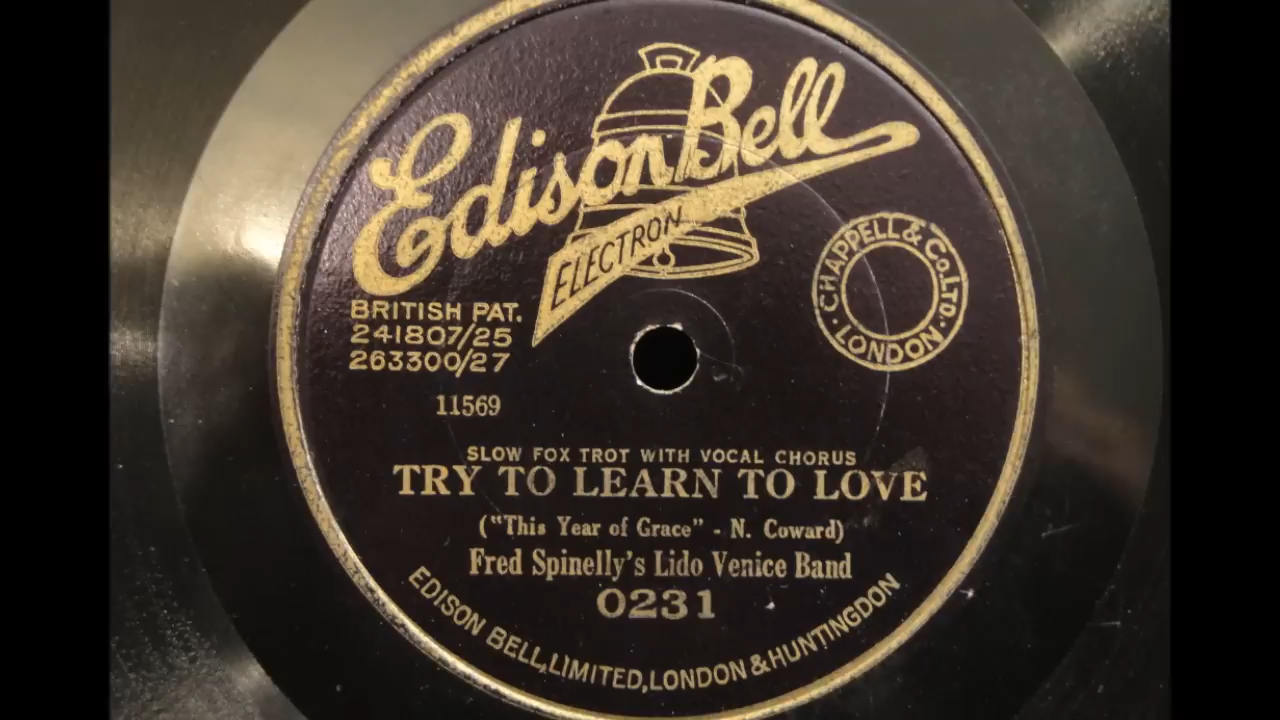 Edison Bell
ELECTRON
BRITISH PAT.
241807/25
263300/27
CHAPPELL & Co. LTD.
· LONDON ·
11569
SLOW FOX TROT WITH VOCAL CHORUS
TRY TO LEARN TO LOVE
("This Year of Grace" - N. Coward)
Fred Spinelly's Lido Venice Band
0231
EDISON BELL, LIMITED, LONDON & HUNTINGDON